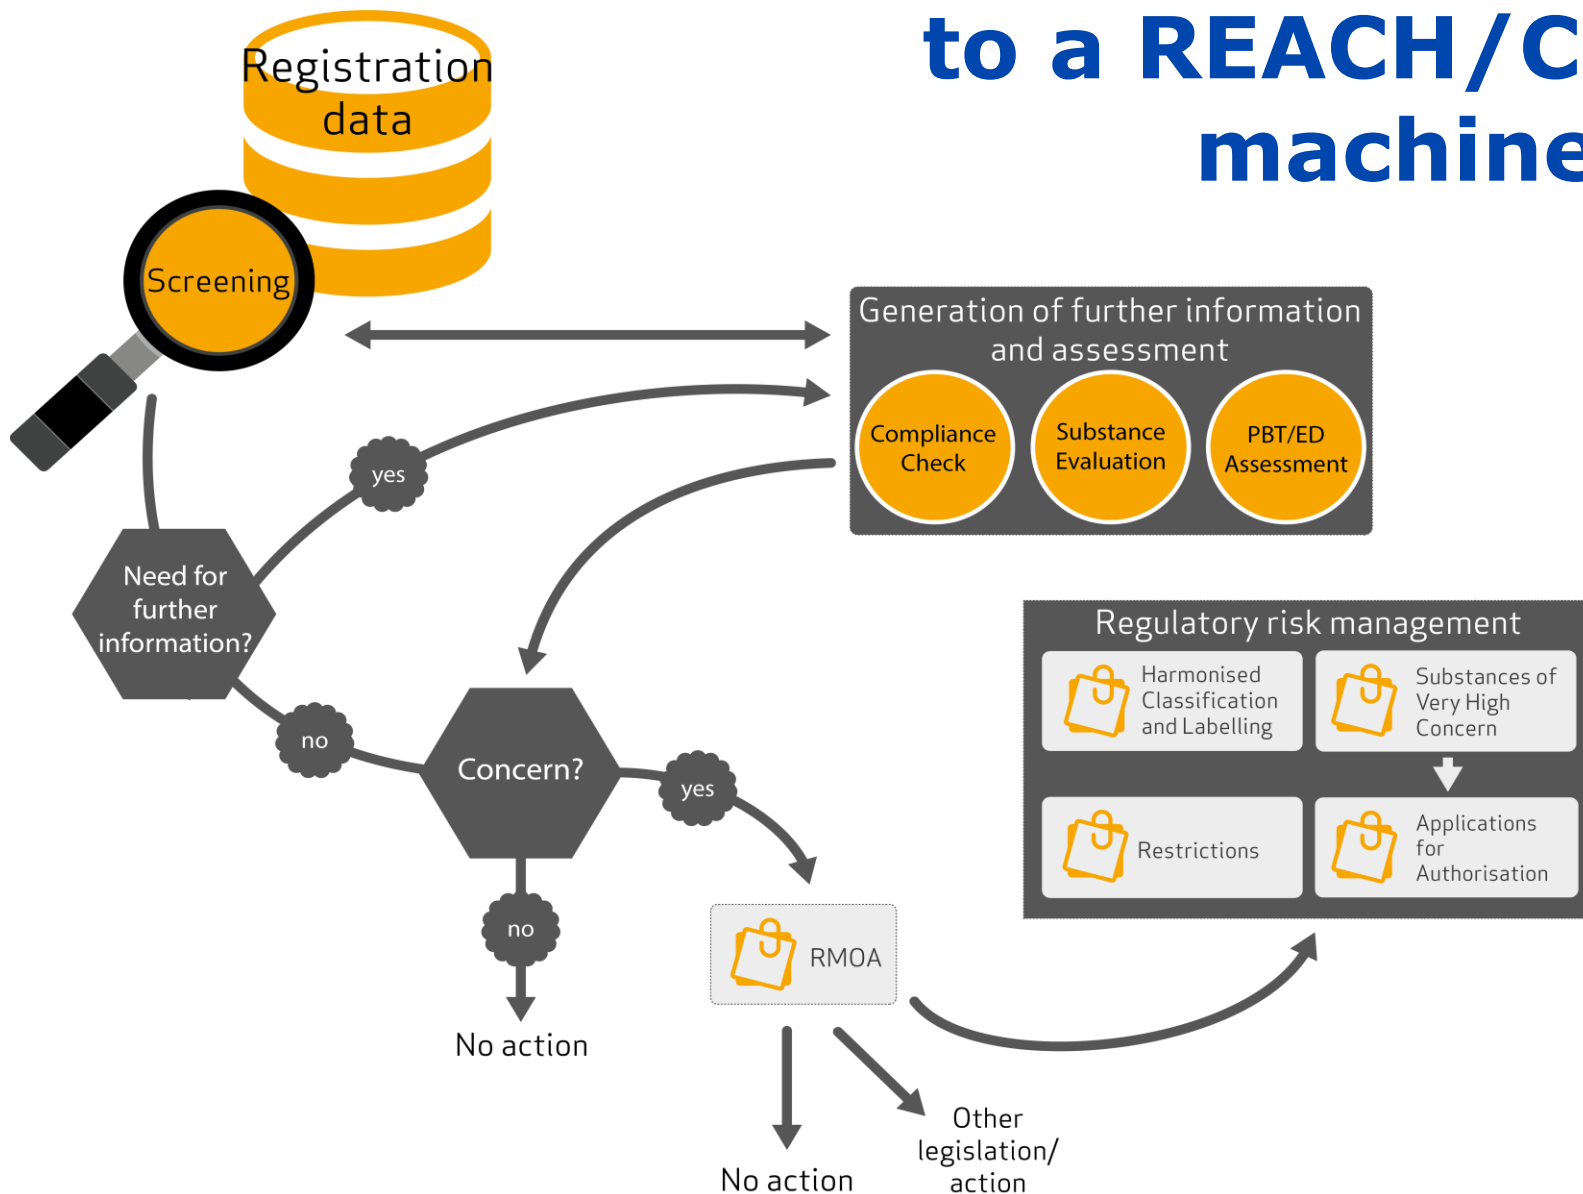 to a REACH/C
machine
Registration
data
Screening
Generation of further information
and assessment
Compliance
Check
Substance
Evaluation
PBT/ED
Assessment
yes
Need for
further
information?
no
Concern?
yes
no
No action
RMOA
No action
Other
legislation/
action
Regulatory risk management
Harmonised
Classification
and Labelling
Substances of
Very High
Concern
Restrictions
Applications
for
Authorisation